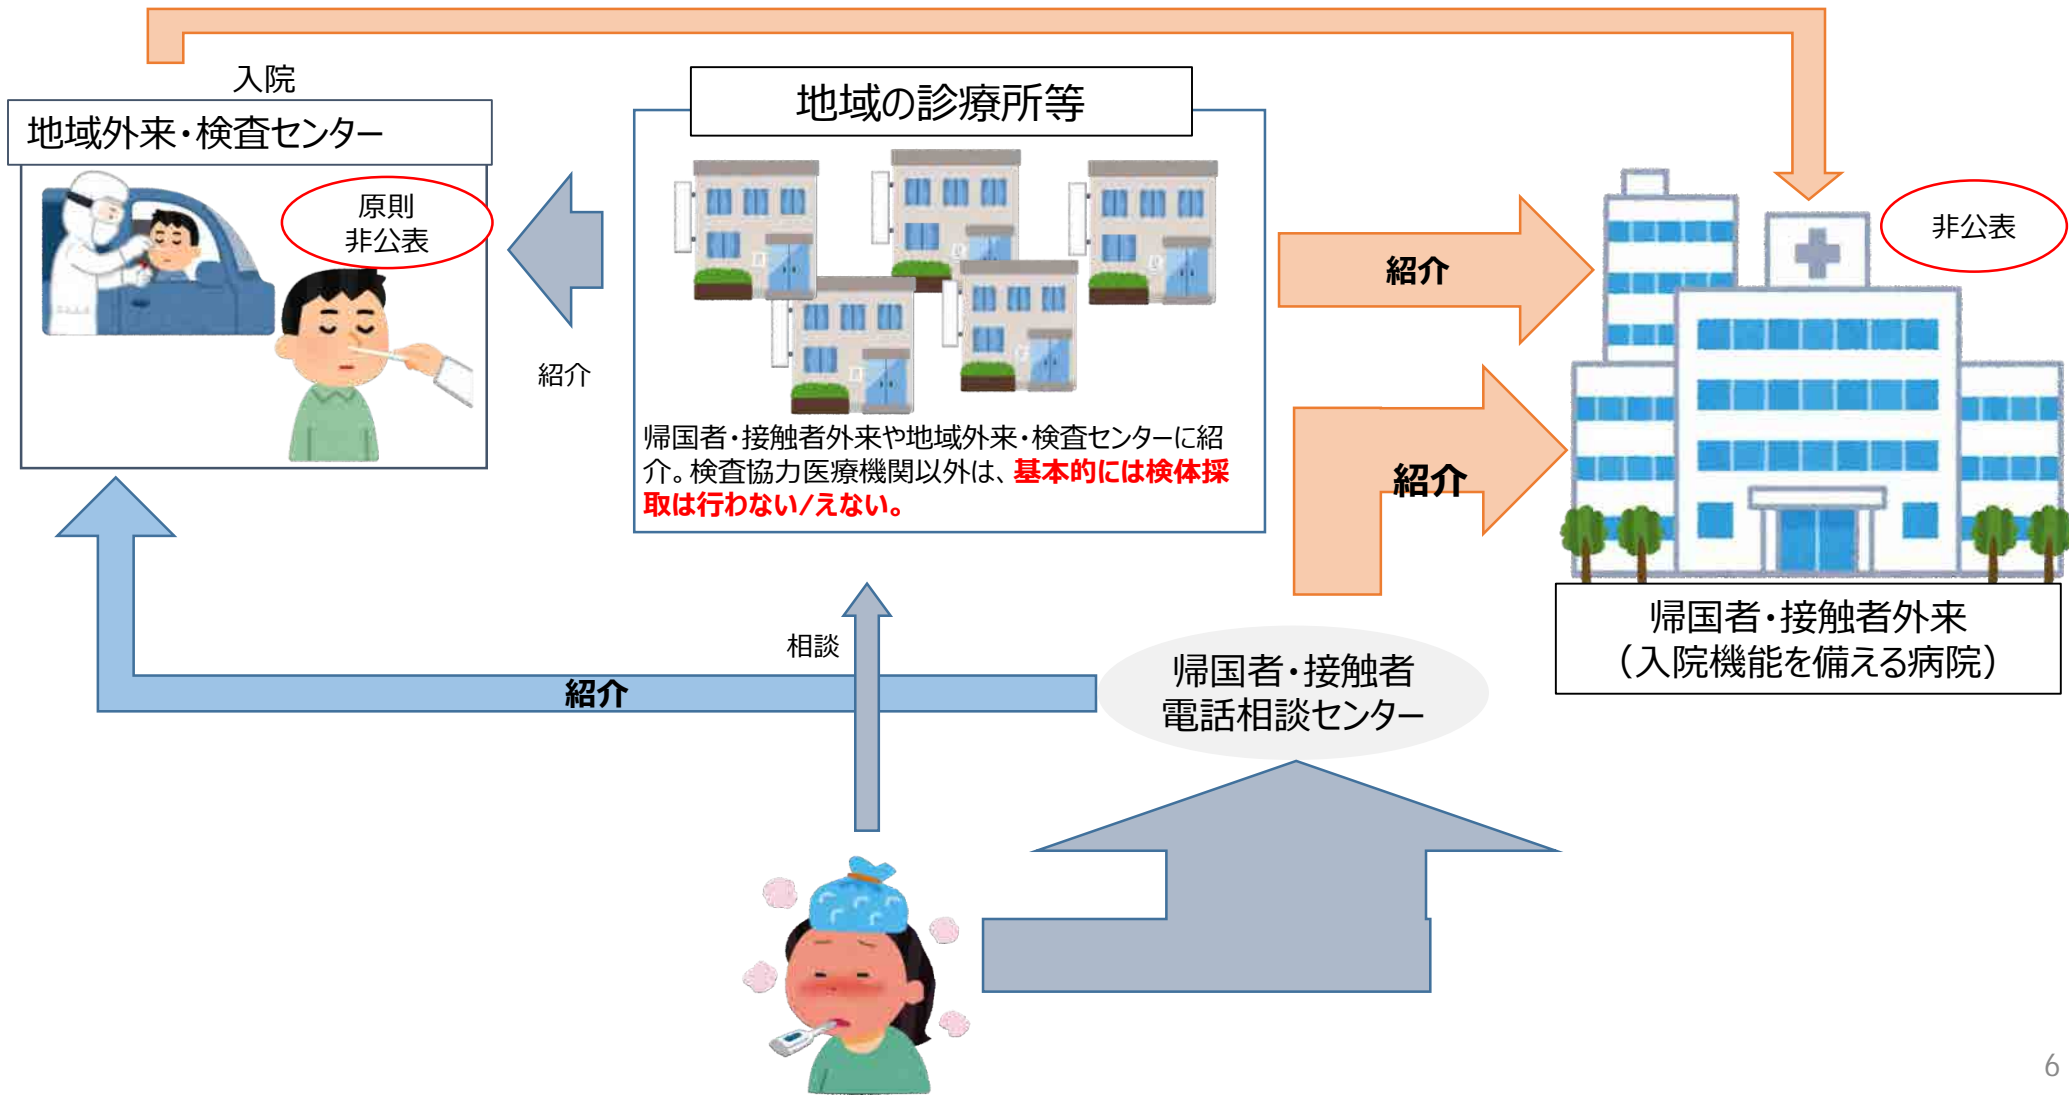 入院
地域外来・検査センター
原則
非公表
紹介
地域の診療所等
帰国者・接触者外来や地域外来・検査センターに紹
介。検査協力医療機関以外は、基本的には検体採
取は行わない/えない。
紹介
紹介
非公表
帰国者・接触者外来
（入院機能を備える病院）
相談
紹介
帰国者・接触者
電話相談センター
6